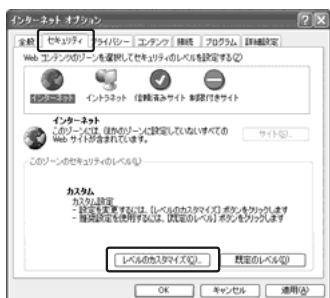 インターネット オプション
全般 セキュリティ プライバシー コンテンツ 接続 プログラム 詳細設定
Web コンテンツのゾーンを選択してセキュリティのレベルを設定する(Z)
インターネット イントラネット 信頼済みサイト 制限付きサイト
インターネット
このゾーンには、ほかのゾーンに設定していないすべての
Web サイトが含まれています。
サイト(S)...
このゾーンのセキュリティのレベル(L)
カスタム
カスタム設定
- 設定を変更するには、[レベルのカスタマイズ] ボタンをクリックします
- 推奨設定を使用するには、[既定のレベル] ボタンをクリックします
レベルのカスタマイズ(C)... 既定のレベル(D)
OK キャンセル 適用(A)